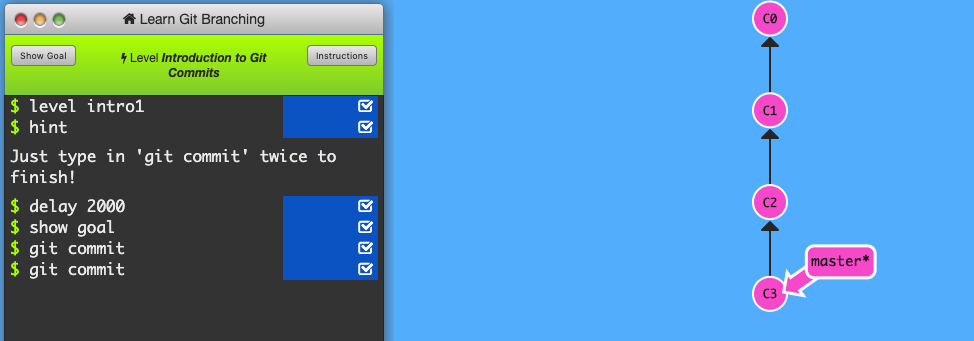 Learn Git Branching
Show Goal
Level Introduction to Git
Commits
Instructions
$ level intro1
$ hint
Just type in 'git commit' twice to
finish!
$ delay 2000
$ show goal
$ git commit
$ git commit
C0
C1
C2
master*
C3